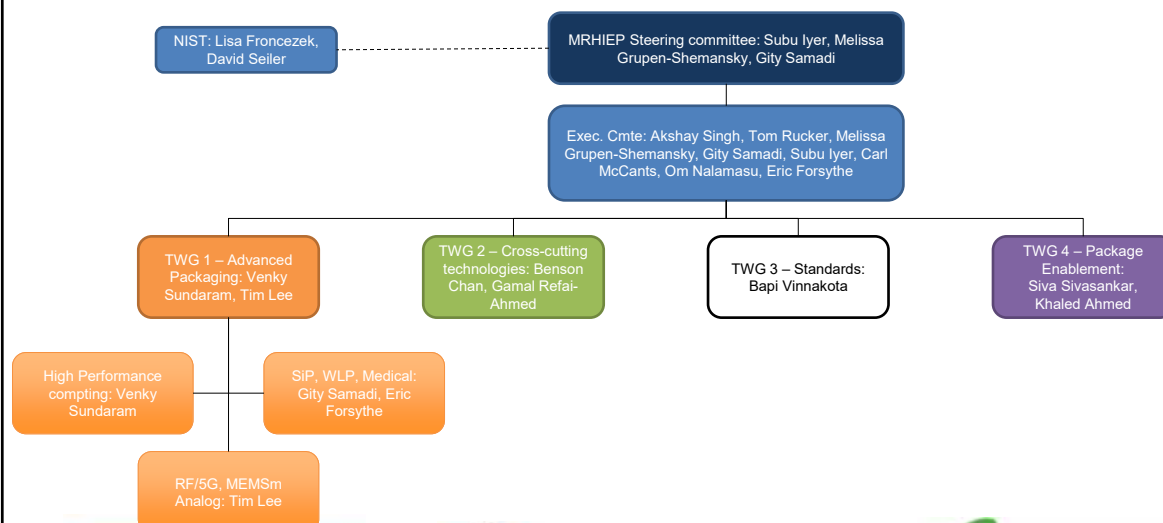 NIST: Lisa Froncezek,
David Seiler
MRHIEP Steering committee: Subu Iyer, Melissa
Grupen-Shemansky, Gity Samadi
Exec. Cmte: Akshay Singh, Tom Rucker, Melissa
Grupen-Shemansky, Gity Samadi, Subu Iyer, Carl
McCants, Om Nalamasu, Eric Forsythe
TWG 1 – Advanced
Packaging: Venky
Sundaram, Tim Lee
TWG 2 – Cross-cutting
technologies: Benson
Chan, Gamal Refai-
Ahmed
TWG 3 – Standards:
Bapi Vinnakota
TWG 4 – Package
Enablement:
Siva Sivasankar,
Khaled Ahmed
High Performance
compting: Venky
Sundaram
SiP, WLP, Medical:
Gity Samadi, Eric
Forsythe
RF/5G, MEMSm
Analog: Tim Lee